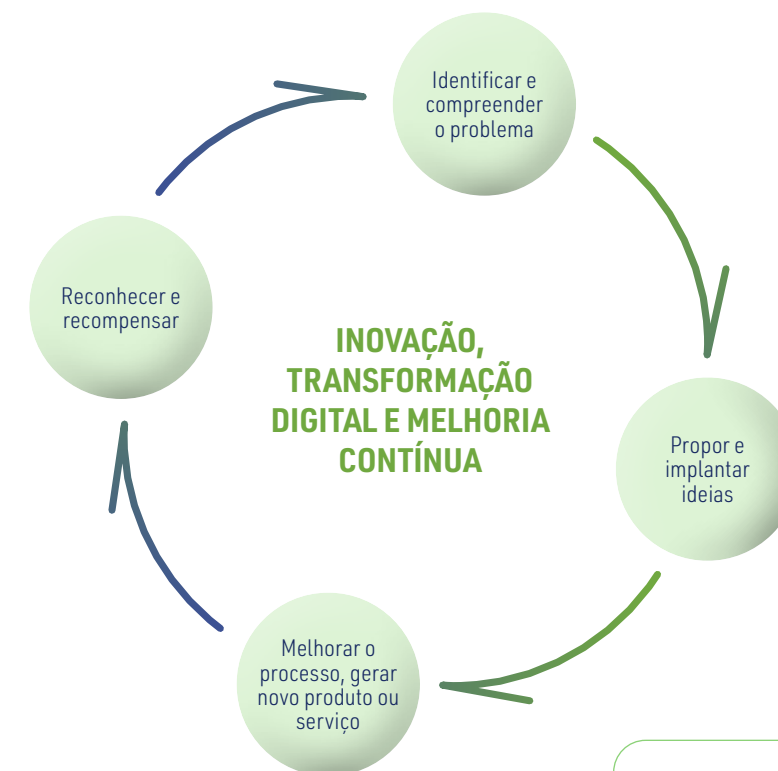 Identificar e
compreender
o problema
Reconhecer e
recompensar
INOVAÇÃO,
TRANSFORMAÇÃO
DIGITAL E MELHORIA
CONTÍNUA
Propor e
implantar
ideias
Melhorar o
processo, gerar
novo produto ou
serviço